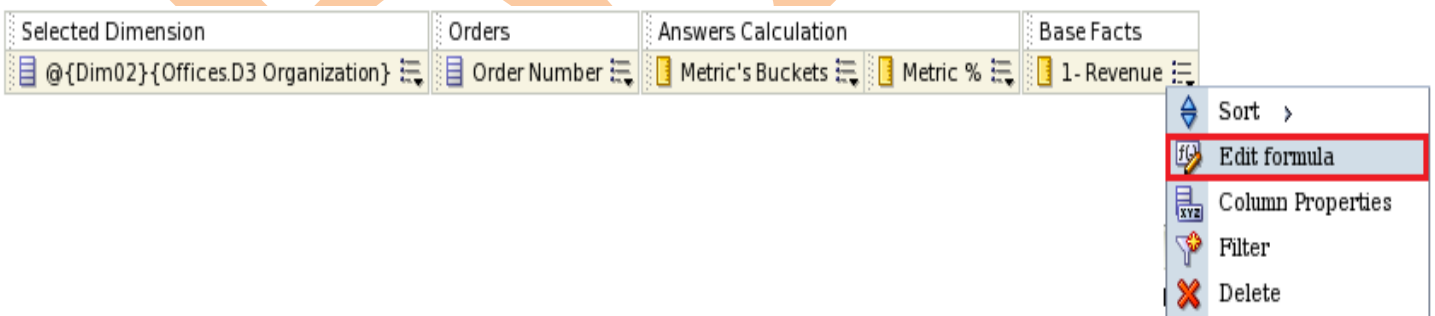 Selected Dimension Orders Answers Calculation Base Facts
@{Dim02}{Offices.D3 Organization} Order Number Metric's Buckets Metric % 1- Revenue
Sort >
Edit formula
Column Properties
Filter
Delete